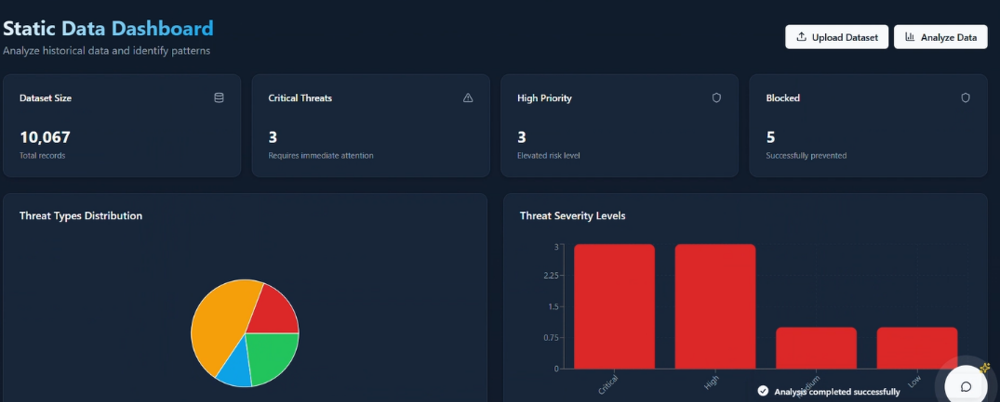 Static Data Dashboard
Analyze historical data and identify patterns
Upload Dataset
Analyze Data
Dataset Size
10,067
Total records
Critical Threats
3
Requires immediate attention
High Priority
3
Elevated risk level
Blocked
5
Successfully prevented
Threat Types Distribution
Threat Severity Levels
3
2.25
1.5
0.75
0
Critical
High
Medium
Low
Analysis completed successfully